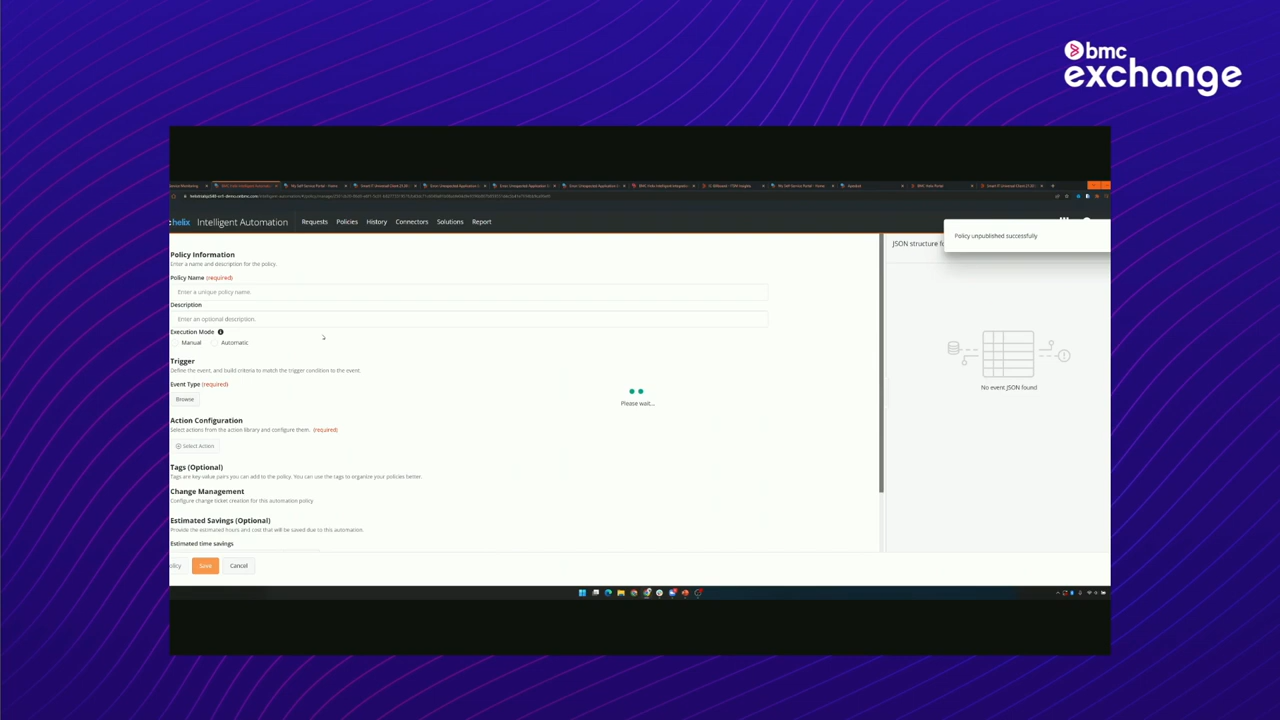 bmc
exchange
My Self-Service Portal - Home
helix
Intelligent Automation
Requests
Policies
History
Connectors
Solutions
Report
Policy unpublished successfully
JSON structure fo
Policy Information
Enter a name and description for the policy.
Policy Name (required)
Enter a unique policy name.
Description
Enter an optional description.
Execution Mode
Manual
Automatic
Trigger
Define the event, and build criteria to match the trigger condition to the event.
Event Type (required)
Browse
Please wait...
No event JSON found
Action Configuration
Select actions from the action library and configure them. (required)
Select Action
Tags (Optional)
Tags are key value pairs you can add to the policy. You can use the tags to organize your policies better.
Change Management
Configure change ticket creation for this automation policy
Estimated Savings (Optional)
Provide the estimated hours and cost that will be saved due to this automation.
Estimated time savings
olicy
Save
Cancel